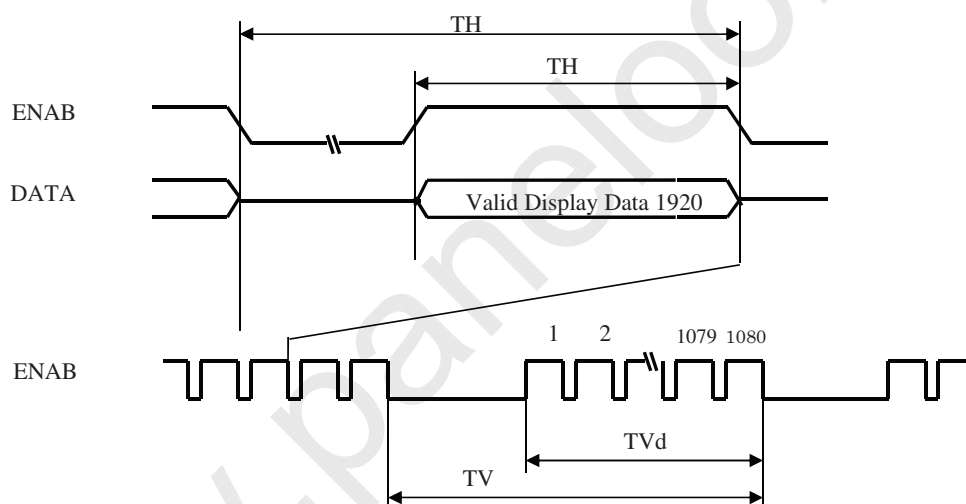 TH
TH
ENAB
DATA
Valid Display Data 1920
1 2 1079 1080
ENAB
TVd
TV